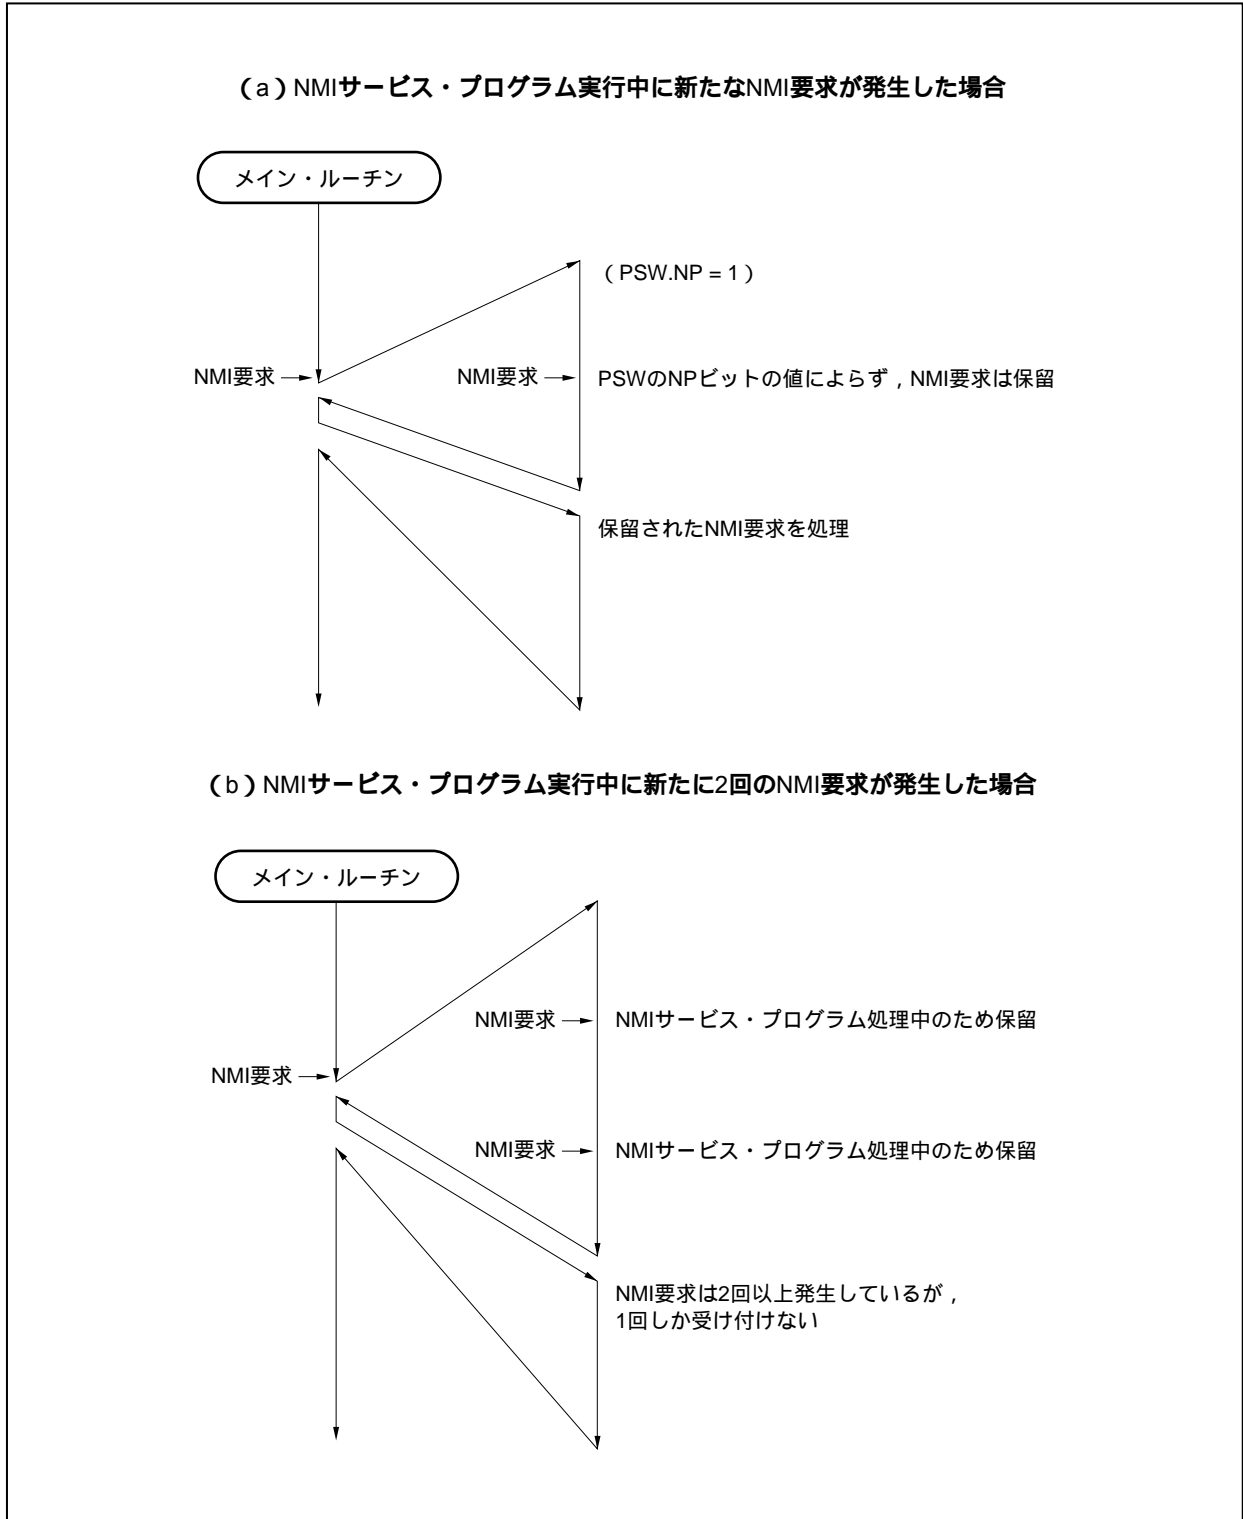 （a）NMIサービス・プログラム実行中に新たなNMI要求が発生した場合
メイン・ルーチン
（PSW.NP = 1）
NMI要求
NMI要求
PSWのNPビットの値によらず，NMI要求は保留
保留されたNMI要求を処理
（b）NMIサービス・プログラム実行中に新たに2回のNMI要求が発生した場合
メイン・ルーチン
NMI要求
NMIサービス・プログラム処理中のため保留
NMI要求
NMI要求
NMIサービス・プログラム処理中のため保留
NMI要求は2回以上発生しているが，
1回しか受け付けない